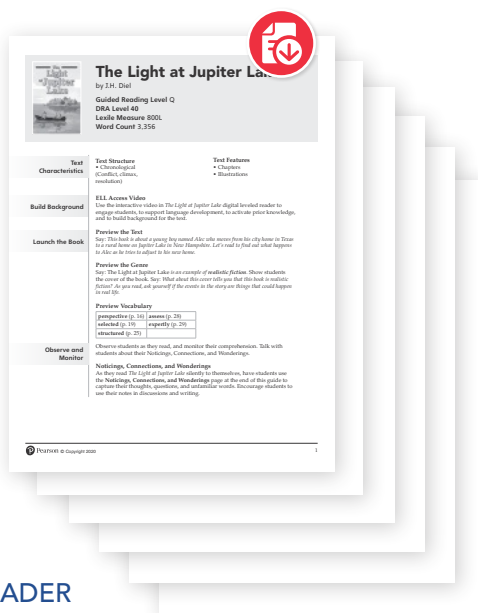 The Light at Jupiter La
by J.H. Diel
Guided Reading Level Q
DRA Level 40
Lexile Measure 800L
Word Count 3,356
The
Light
at Jupiter
Lake
Text
Characteristics
Text Structure
• Chronological
(Conflict, climax,
resolution)
Text Features
• Chapters
• Illustrations
Build Background
ELL Access Video
Use the interactive video in The Light at Jupiter Lake digital leveled reader to
engage students, to support language development, to activate prior knowledge,
and to build background for the text.
Launch the Book
Preview the Text
Say: This book is about a young boy named Alec who moves from his city home in Texas
to a rural home on Jupiter Lake in New Hampshire. Let's read to find out what happens
to Alec as he tries to adjust to his new home.
Preview the Genre
Say: The Light at Jupiter Lake is an example of realistic fiction. Show students
the cover of the book. Say: What about this cover tells you that this book is realistic
fiction? As you read, ask yourself if the events in the story are things that could happen
in real life.
Preview Vocabulary
perspective (p. 16) assess (p. 28)
selected (p. 19) expertly (p. 29)
structured (p. 25)
Observe and
Monitor
Observe students as they read, and monitor their comprehension. Talk with
students about their Noticings, Connections, and Wonderings.
Noticings, Connections, and Wonderings
As they read The Light at Jupiter Lake silently to themselves, have students use
the Noticings, Connections, and Wonderings page at the end of this guide to
capture their thoughts, questions, and unfamiliar words. Encourage students to
use their notes in discussions and writing.
Pearson © Copyright 2020
1
ADER